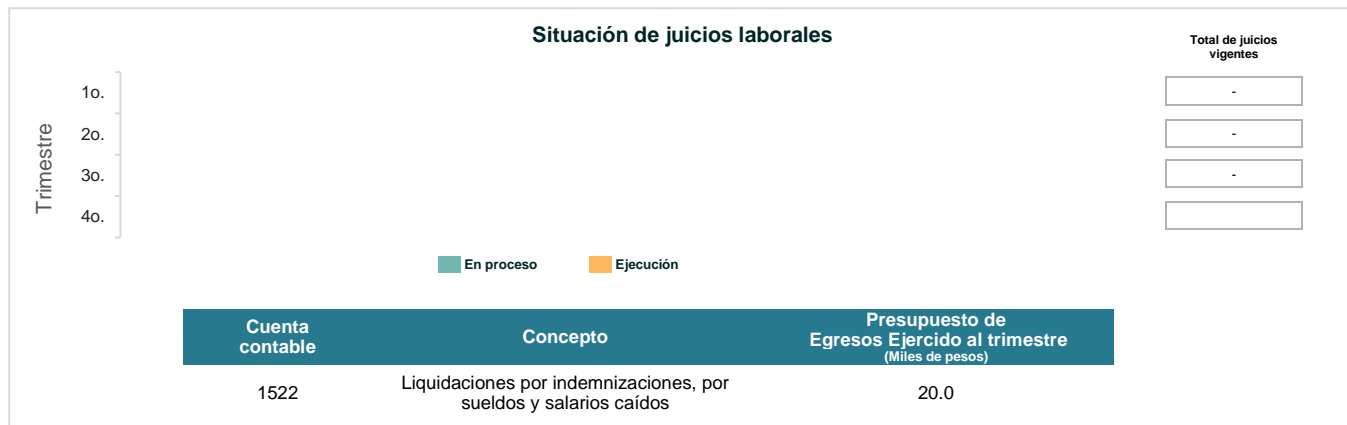 Situación de juicios laborales
Total de juicios
vigentes
Trimestre
1o.
-
2o.
-
3o.
-
4o.
En proceso
Ejecución
Cuenta
contable
Concepto
Presupuesto de
Egresos Ejercido al trimestre
(Miles de pesos)
1522
Liquidaciones por indemnizaciones, por
sueldos y salarios caídos
20.0